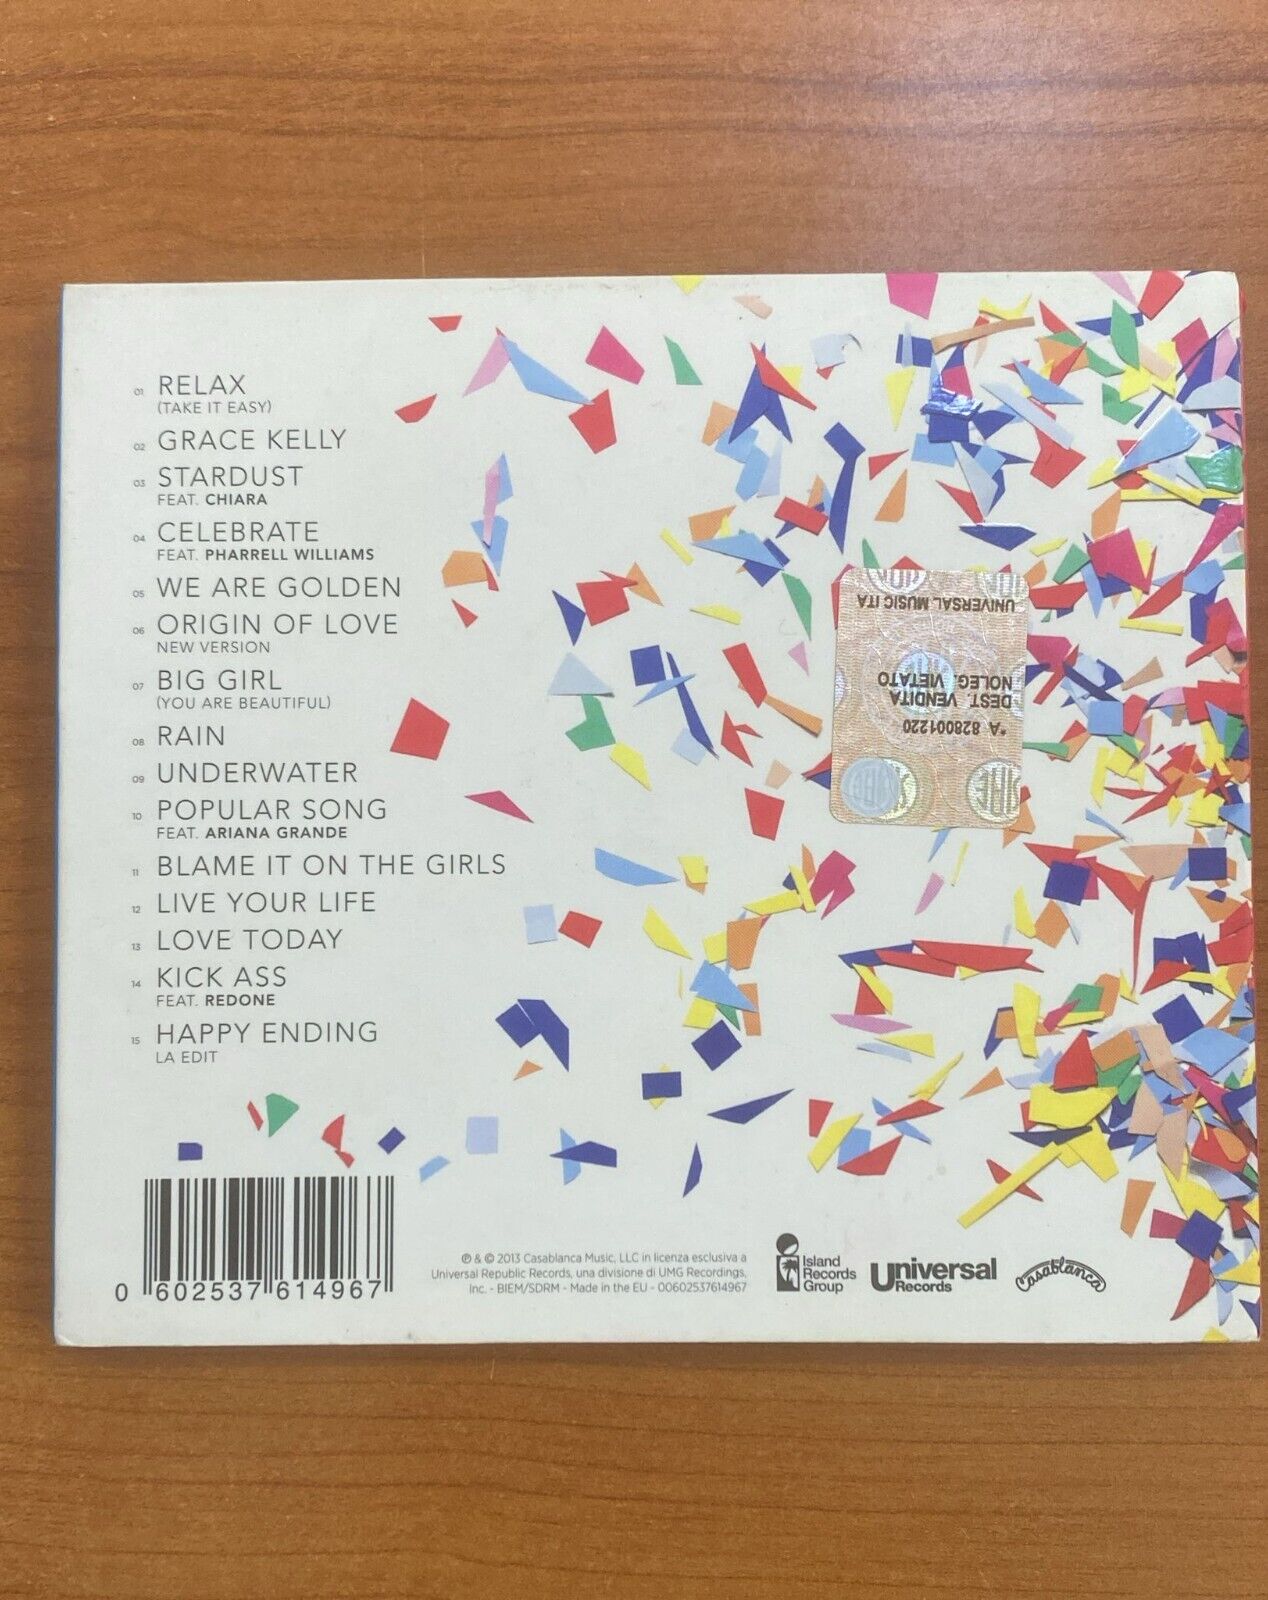 01 RELAX
(TAKE IT EASY)
02 GRACE KELLY
03 STARDUST
FEAT. CHIARA
04 CELEBRATE
FEAT. PHARRELL WILLIAMS
05 WE ARE GOLDEN
06 ORIGIN OF LOVE
NEW VERSION
07 BIG GIRL
(YOU ARE BEAUTIFUL)
08 RAIN
09 UNDERWATER
10 POPULAR SONG
FEAT. ARIANA GRANDE
11 BLAME IT ON THE GIRLS
12 LIVE YOUR LIFE
13 LOVE TODAY
14 KICK ASS
FEAT. REDONE
15 HAPPY ENDING
LA EDIT
*A 828001220
DEST. VENDITA
NOLEG. VIETATO
UNIVERSAL MUSIC ITA
0 602537 614967
℗ & © 2013 Casablanca Music, LLC in licenza esclusiva a
Universal Republic Records, una divisione di UMG Recordings,
Inc. - BIEM/SDRM - Made in the EU - 00602537614967
Island
Records
Group
Universal
Records
Casablanca